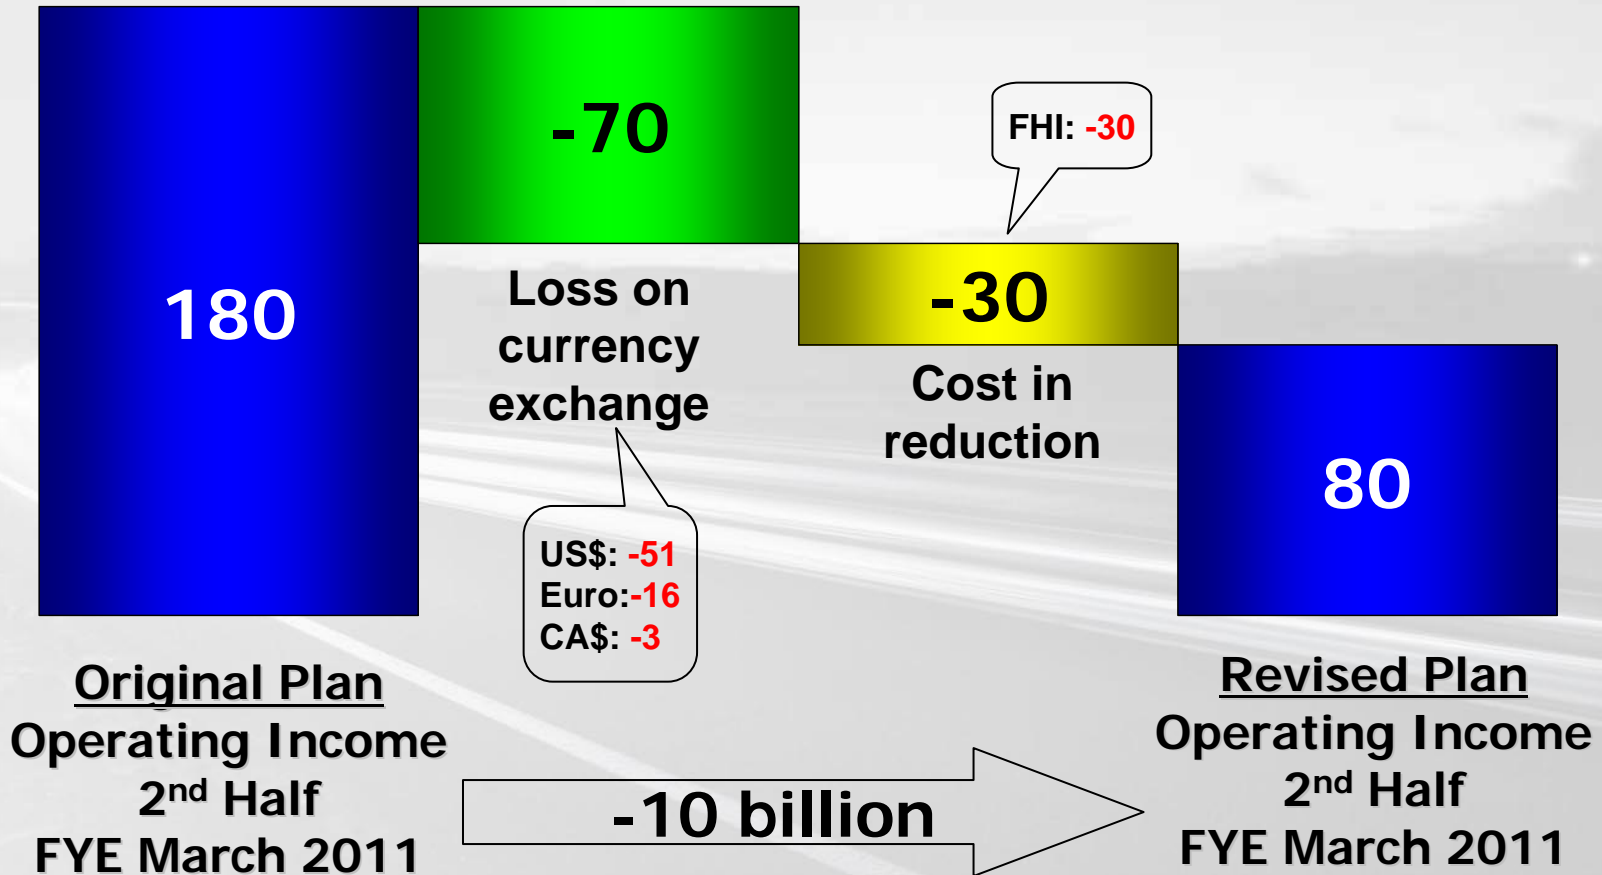 180
-70
Loss on
currency
exchange
US$: -51
Euro:-16
CA$: -3
FHI: -30
-30
Cost in
reduction
80
Original Plan
Operating Income
2nd Half
FYE March 2011
-10 billion
Revised Plan
Operating Income
2nd Half
FYE March 2011